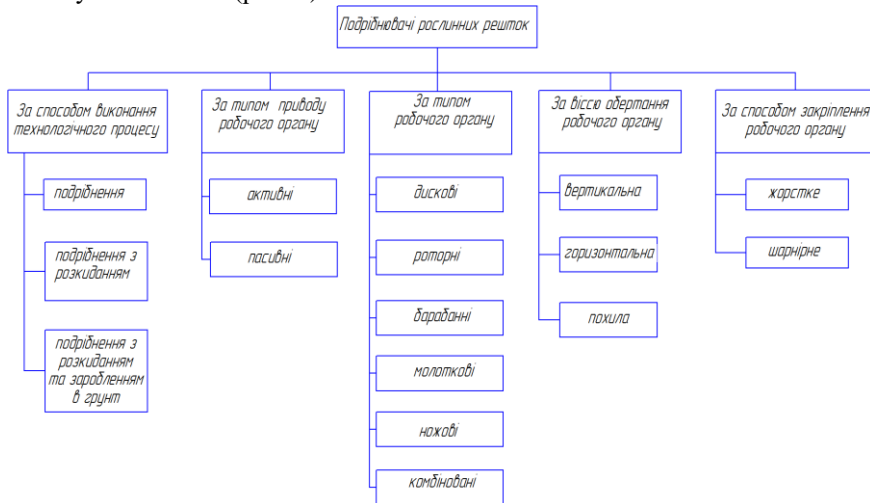 Подрібнювачі рослинних решток
За способом виконання
технологічного процесу
За типом приводу
робочого органу
За типом
робочого органу
За віссю обертання
робочого органу
За способом закріплення
робочого органу
подрібнення
подрібнення з
розкиданням
подрібнення з
розкиданням
та заробленням
в грунт
активні
пасивні
дискові
роторні
барабанні
молоткові
ножові
комбіновані
вертикальна
горизонтальна
похила
жорстке
шарнірне